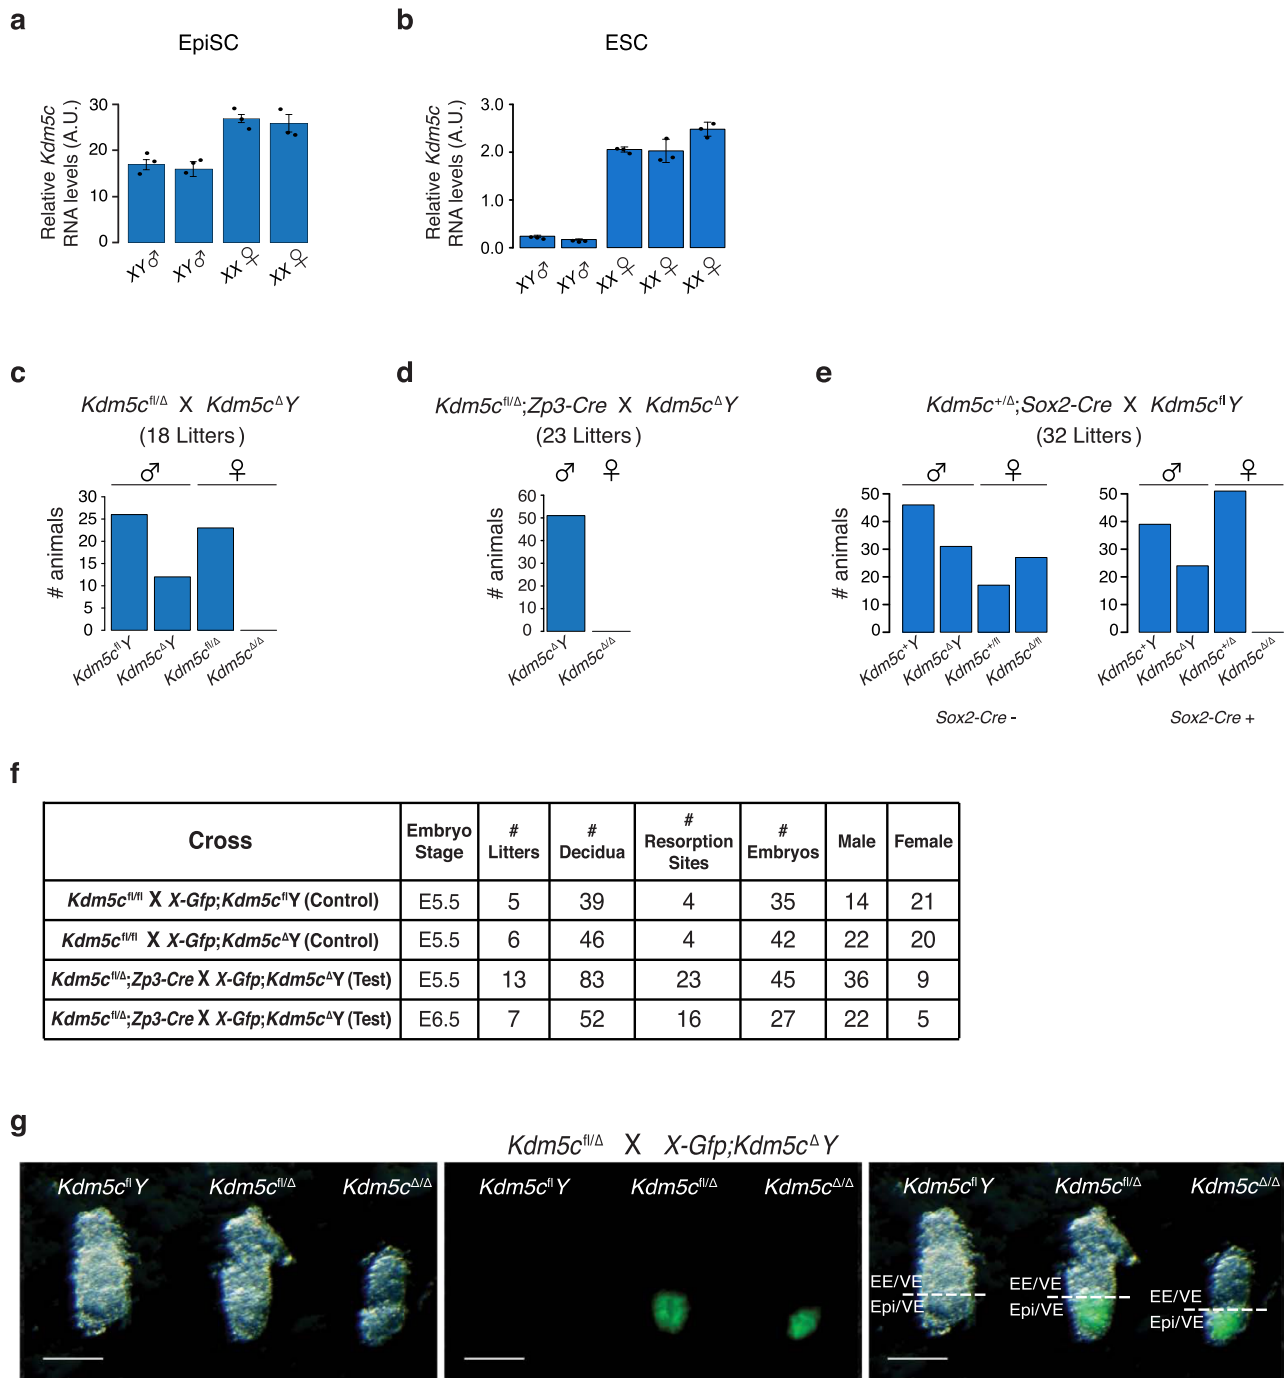 a
EpiSC
Relative Kdm5c
RNA levels (A.U.)
30
20
10
0
XY♂ XY♂ XX♀ XX♀
b
ESC
Relative Kdm5c
RNA levels (A.U.)
3.0
2.0
1.0
0.0
XY♂ XY♂ XX♀ XX♀ XX♀
c
Kdm5c^fl/Δ X Kdm5c^Δ Y
(18 Litters)
♂ ♀
# animals
30
25
20
15
10
5
0
Kdm5c^fl Y Kdm5c^Δ Y Kdm5c^fl/Δ Kdm5c^Δ/Δ
d
Kdm5c^fl/Δ;Zp3-Cre X Kdm5c^Δ Y
(23 Litters)
♂ ♀
# animals
60
50
40
30
20
10
0
Kdm5c^Δ Y Kdm5c^Δ/Δ
e
Kdm5c^+/Δ;Sox2-Cre X Kdm5c^fl Y
(32 Litters)
♂ ♀
# animals
50
40
30
20
10
0
Kdm5c^+ Y Kdm5c^Δ Y Kdm5c^+/fl Kdm5c^Δ/fl
Sox2-Cre -
♂ ♀
50
40
30
20
10
0
Kdm5c^+ Y Kdm5c^Δ Y Kdm5c^+/Δ Kdm5c^Δ/Δ
Sox2-Cre +
f
Cross Embryo Stage # Litters # Decidua # Resorption Sites # Embryos Male Female
Kdm5c^fl/fl X X-Gfp;Kdm5c^fl Y (Control) E5.5 5 39 4 35 14 21
Kdm5c^fl/fl X X-Gfp;Kdm5c^Δ Y (Control) E5.5 6 46 4 42 22 20
Kdm5c^fl/Δ;Zp3-Cre X X-Gfp;Kdm5c^Δ Y (Test) E5.5 13 83 23 45 36 9
Kdm5c^fl/Δ;Zp3-Cre X X-Gfp;Kdm5c^Δ Y (Test) E6.5 7 52 16 27 22 5
g
Kdm5c^fl/Δ X X-Gfp;Kdm5c^Δ Y
Kdm5c^fl Y Kdm5c^fl/Δ Kdm5c^Δ/Δ
Kdm5c^fl Y Kdm5c^fl/Δ Kdm5c^Δ/Δ
Kdm5c^fl Y Kdm5c^fl/Δ Kdm5c^Δ/Δ
EE/VE
Epi/VE
EE/VE
Epi/VE
EE/VE
Epi/VE